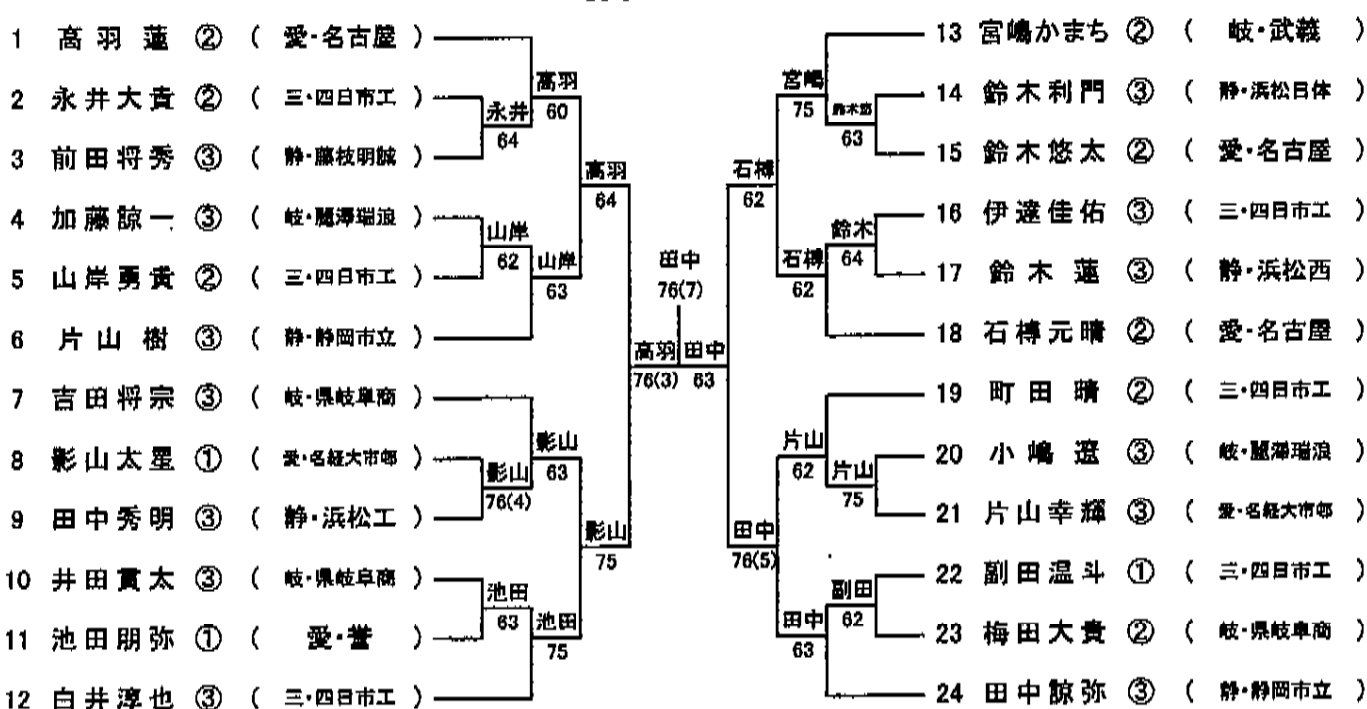 1 高羽蓮 ② ( 愛・名古屋 )
2 永井大貴 ② ( 三・四日市工 )
3 前田将秀 ③ ( 静・藤枝明誠 )
4 加藤諒一 ③ ( 岐・麗澤瑞浪 )
5 山岸勇貴 ② ( 三・四日市工 )
6 片山樹 ③ ( 静・静岡市立 )
7 吉田将宗 ③ ( 岐・県岐阜商 )
8 影山太星 ① ( 愛・名経大市邨 )
9 田中秀明 ③ ( 静・浜松工 )
10 井田貫太 ③ ( 岐・県岐阜商 )
11 池田朋弥 ① ( 愛・誉 )
12 白井淳也 ③ ( 三・四日市工 )
永井
64
山岸
62
影山
76(4)
池田
63
高羽
60
山岸
63
影山
63
池田
75
高羽
64
影山
75
高羽
76(3)
田中
76(7)
田中
63
石榑
62
田中
76(5)
宮嶋
75
石榑
62
片山
62
田中
63
鈴木悠
63
鈴木
64
片山
75
副田
62
13 宮嶋かまち ② ( 岐・武義 )
14 鈴木利門 ③ ( 静・浜松日体 )
15 鈴木悠太 ② ( 愛・名古屋 )
16 伊達佳佑 ③ ( 三・四日市工 )
17 鈴木蓮 ③ ( 静・浜松西 )
18 石榑元晴 ② ( 愛・名古屋 )
19 町田晴 ② ( 三・四日市工 )
20 小嶋遼 ③ ( 岐・麗澤瑞浪 )
21 片山幸輝 ③ ( 愛・名経大市邨 )
22 副田温斗 ① ( 三・四日市工 )
23 梅田大貴 ② ( 岐・県岐阜商 )
24 田中諒弥 ③ ( 静・静岡市立 )